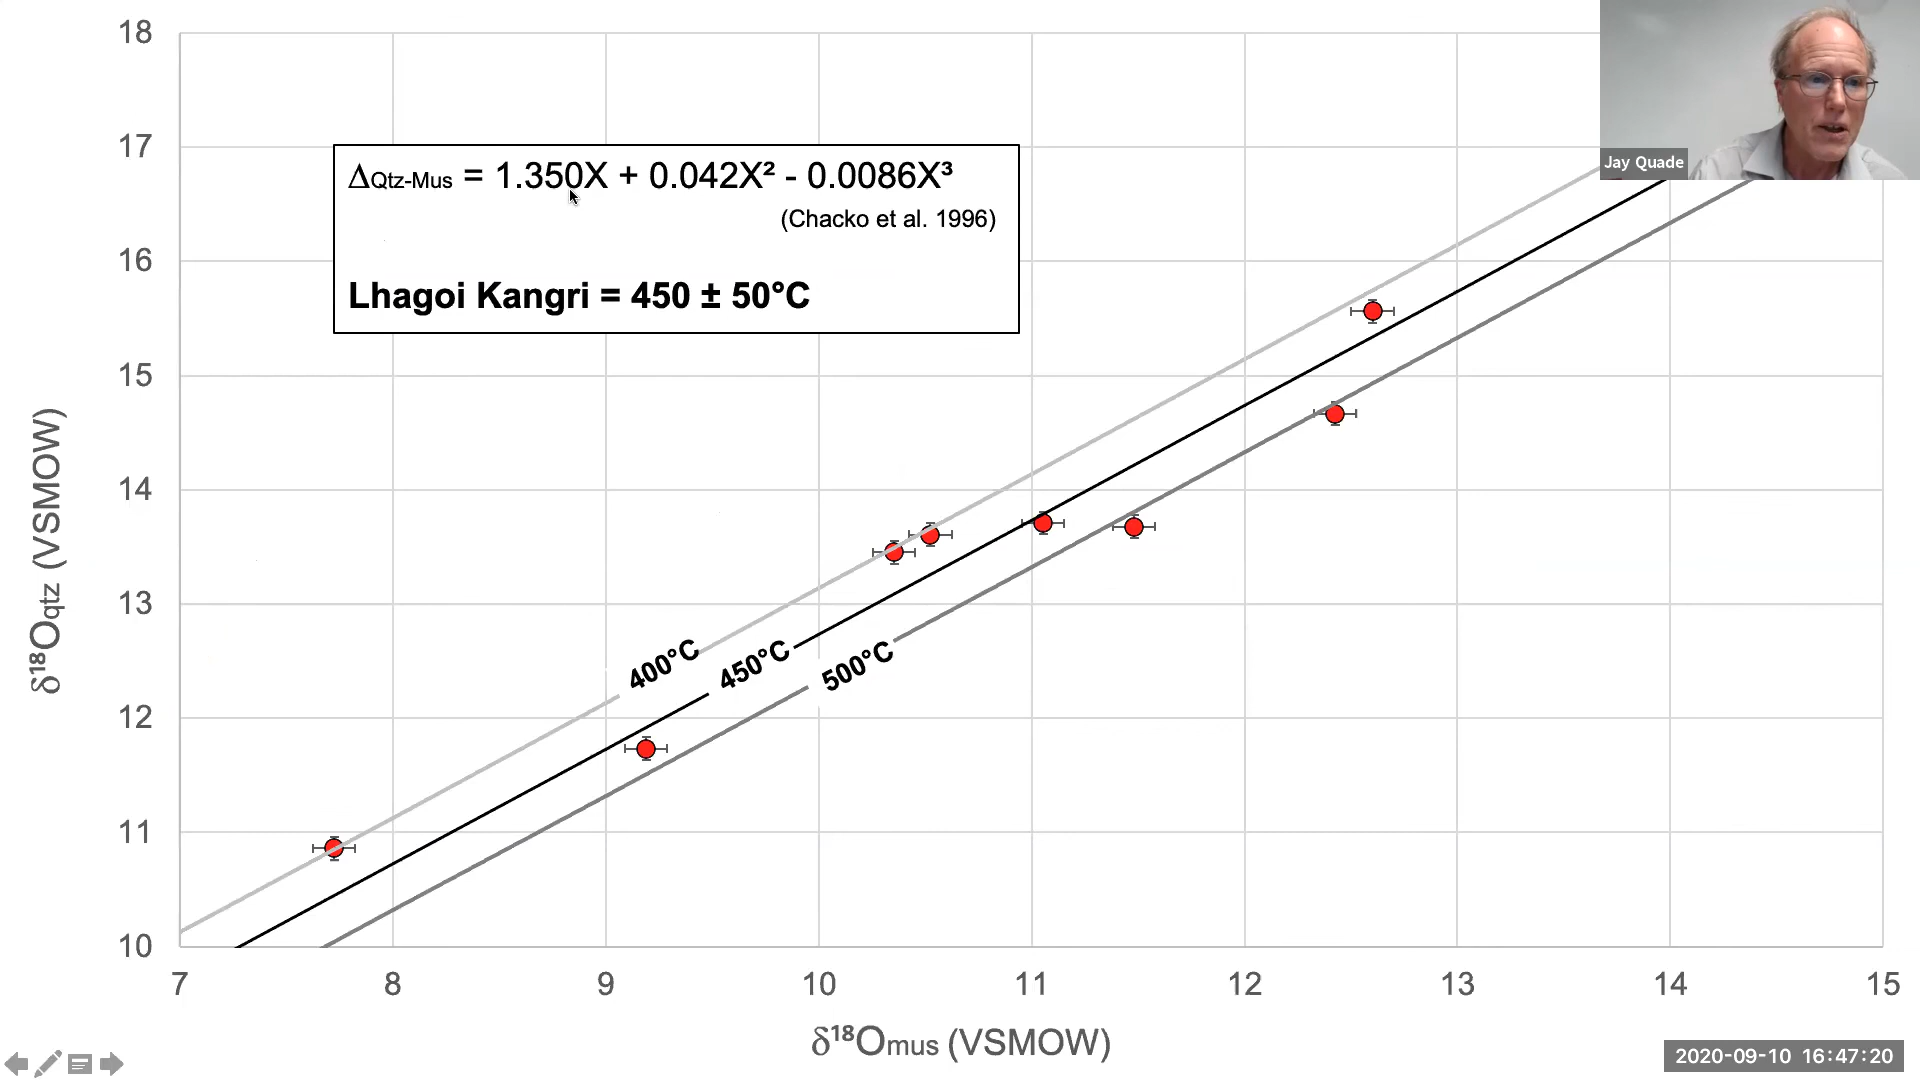 18
17
16
15
14
13
12
11
10
δ¹⁸Oqtz (VSMOW)
ΔQtz-Mus = 1.350X + 0.042X² - 0.0086X³
(Chacko et al. 1996)
Lhagoi Kangri = 450 ± 50°C
Jay Quade
400°C
450°C
500°C
7 8 9 10 11 12 13 14 15
δ¹⁸Omus (VSMOW)
2020-09-10 16:47:20